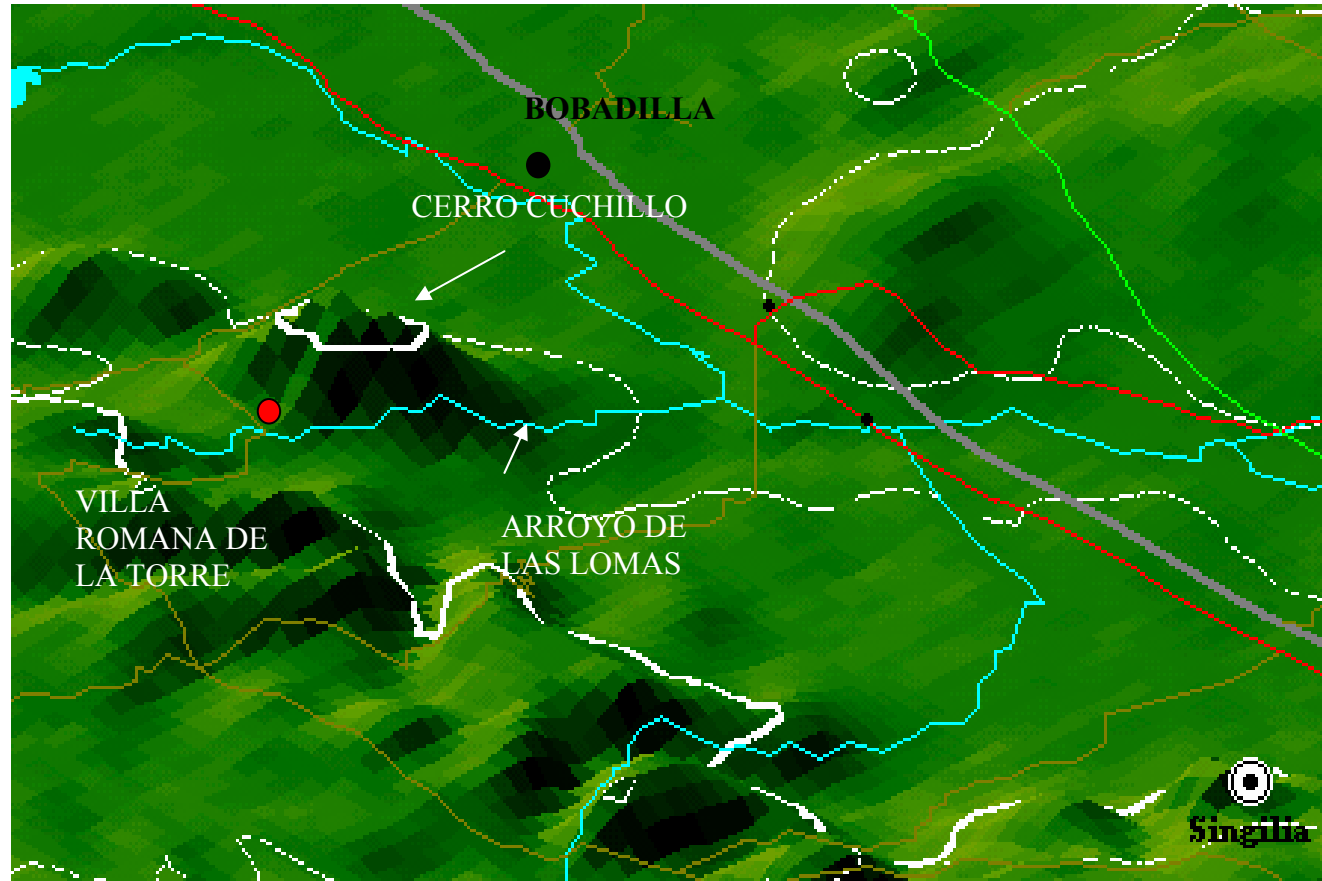 BOBADILLA
CERRO CUCHILLO
VILLA
ROMANA DE
LA TORRE
ARROYO DE
LAS LOMAS
Singilia